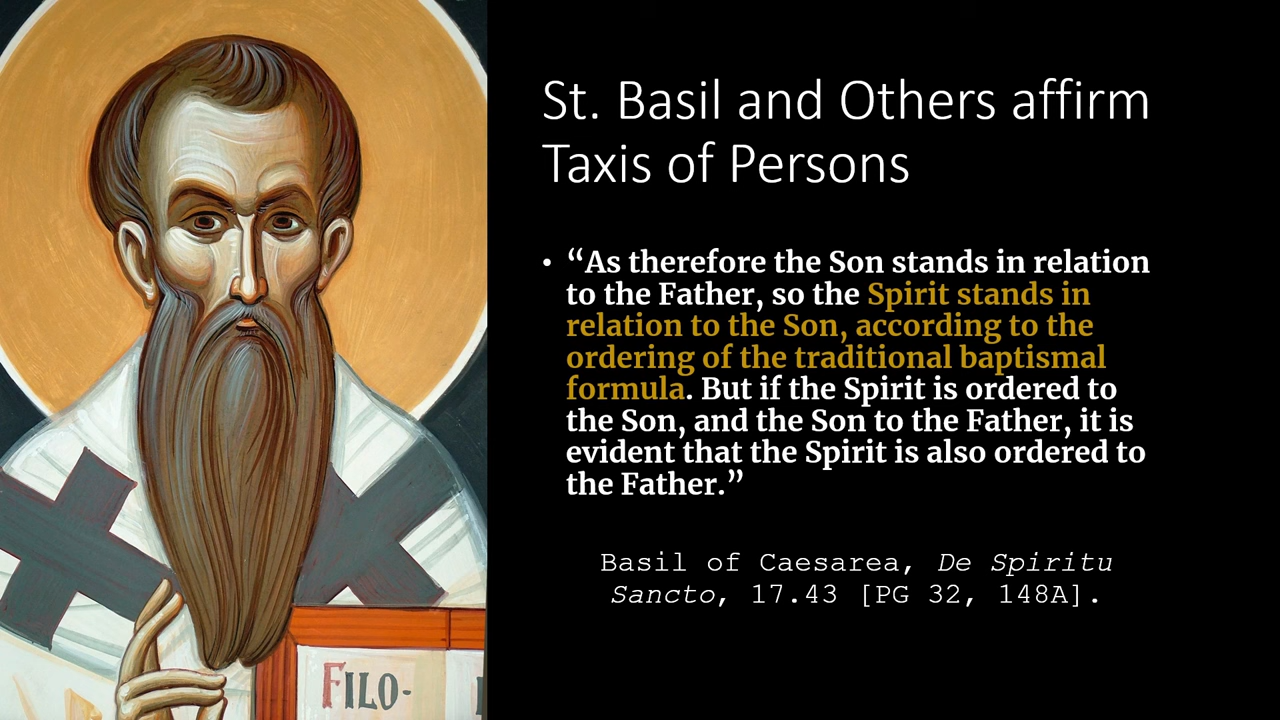 St. Basil and Others affirm
Taxis of Persons
• “As therefore the Son stands in relation
to the Father, so the Spirit stands in
relation to the Son, according to the
ordering of the traditional baptismal
formula. But if the Spirit is ordered to
the Son, and the Son to the Father, it is
evident that the Spirit is also ordered to
the Father.”
Basil of Caesarea, De Spiritu
Sancto, 17.43 [PG 32, 148A].
FILO-